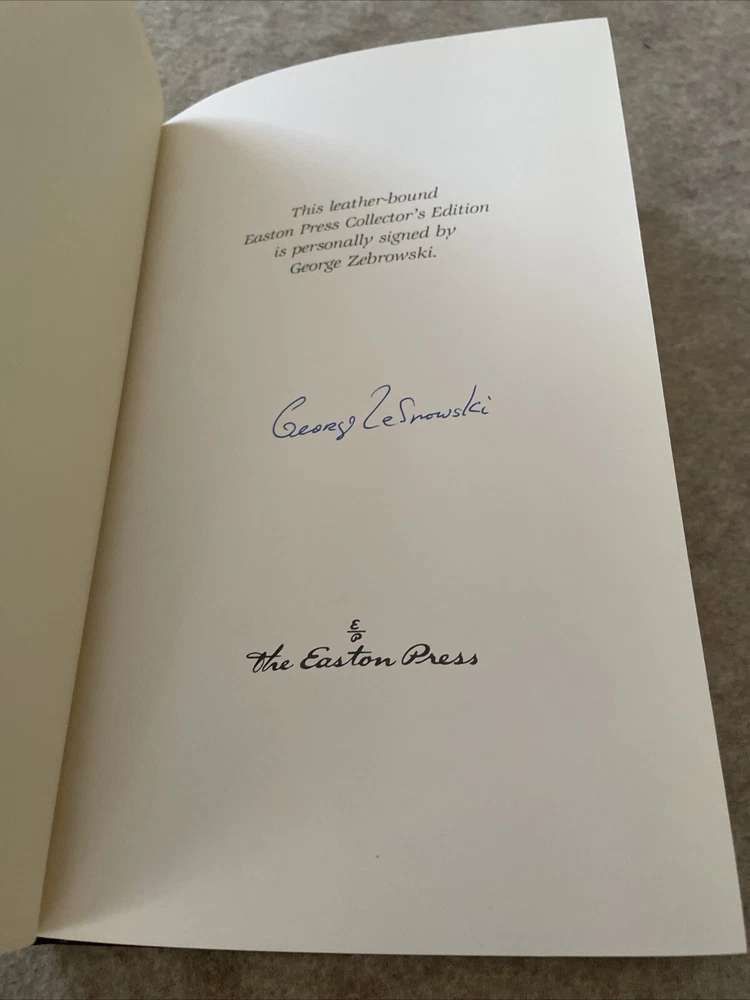 This leather-bound
Easton Press Collector's Edition
is personally signed by
George Zebrowski.
George Zebrowski
E
P
The Easton Press